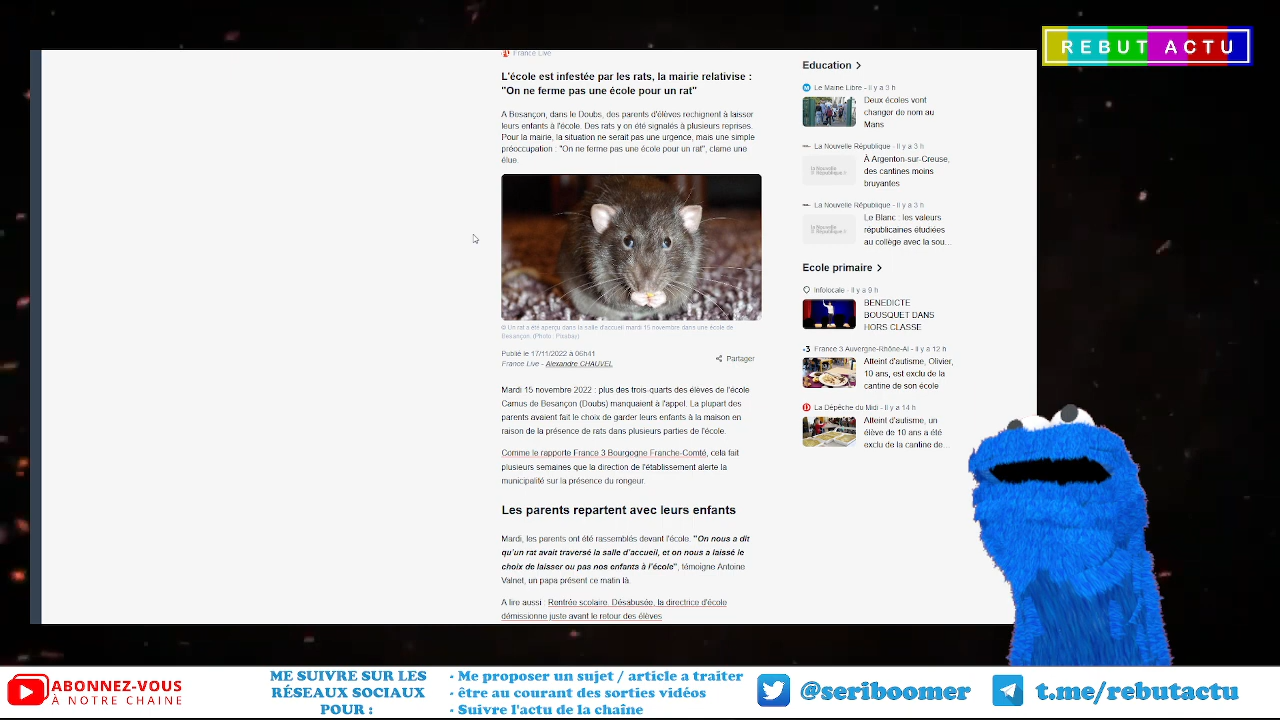 REBUT ACTU
France Live
L'école est infestée par les rats, la mairie relativise :
"On ne ferme pas une école pour un rat"
A Besançon, dans le Doubs, des parents d'élèves rechignent à laisser
leurs enfants à l'école. Des rats y on été signalés à plusieurs reprises.
Pour la mairie, la situation ne serait pas une urgence, mais une simple
préoccupation : "On ne ferme pas une école pour un rat", clame une
élue.
© Un rat a été aperçu dans la salle d'accueil mardi 15 novembre dans une école de
Besançon. (Photo : Pixabay)
Publié le 17/11/2022 à 06h41
France Live - Alexandre CHAUVEL
Partager
Mardi 15 novembre 2022 : plus des trois-quarts des élèves de l'école
Camus de Besançon (Doubs) manquaient à l'appel. La plupart des
parents avaient fait le choix de garder leurs enfants à la maison en
raison de la présence de rats dans plusieurs parties de l'école.
Comme le rapporte France 3 Bourgogne Franche-Comté, cela fait
plusieurs semaines que la direction de l'établissement alerte la
municipalité sur la présence du rongeur.
Les parents repartent avec leurs enfants
Mardi, les parents ont été rassemblés devant l'école. "On nous a dit
qu'un rat avait traversé la salle d'accueil, et on nous a laissé le
choix de laisser ou pas nos enfants à l'école", témoigne Antoine
Valnet, un papa présent ce matin là.
A lire aussi : Rentrée scolaire. Désabusée, la directrice d'école
démissionne juste avant le retour des élèves
Education
Le Maine Libre - Il y a 3 h
Deux écoles vont
changer de nom au
Mans
La Nouvelle République - Il y a 3 h
À Argenton-sur-Creuse,
des cantines moins
bruyantes
La Nouvelle République - Il y a 3 h
Le Blanc : les valeurs
républicaines étudiées
au collège avec la sou...
Ecole primaire
Infolocale - Il y a 9 h
BENEDICTE
BOUSQUET DANS
HORS CLASSE
France 3 Auvergne-Rhône-Al - Il y a 12 h
Atteint d'autisme, Olivier,
10 ans, est exclu de la
cantine de son école
La Dépêche du Midi - Il y a 14 h
Atteint d'autisme, un
élève de 10 ans a été
exclu de la cantine de...
ABONNEZ-VOUS
À NOTRE CHAINE
ME SUIVRE SUR LES
RÉSEAUX SOCIAUX
POUR :
- Me proposer un sujet / article a traiter
- être au courant des sorties vidéos
- Suivre l'actu de la chaîne
@seriboomer
t.me/rebutactu